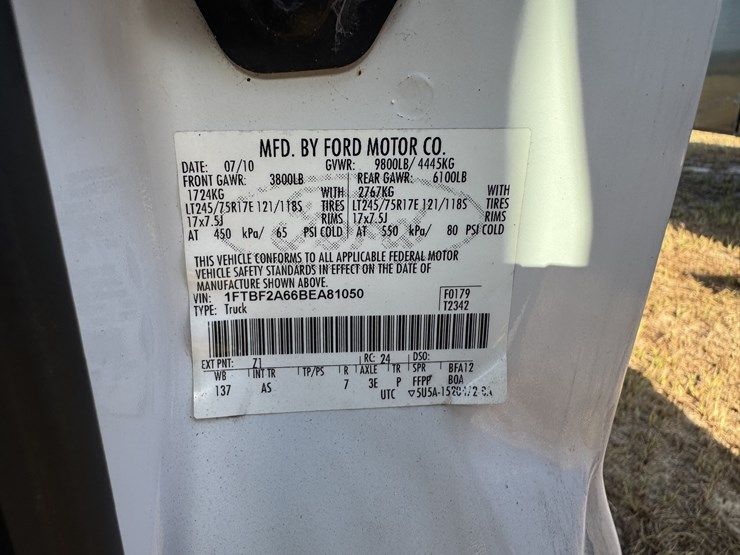 MFD. BY FORD MOTOR CO.
DATE: 07/10 GVWR: 9800LB/ 4445KG
FRONT GAWR: 3800LB REAR GAWR: 6100LB
1724KG WITH 2767KG WITH
LT245/75R17E 121/118S TIRES LT245/75R17E 121/118S TIRES
17x7.5J RIMS 17x7.5J RIMS
AT 450 kPa/ 65 PSI COLD AT 550 kPa/ 80 PSI COLD
THIS VEHICLE CONFORMS TO ALL APPLICABLE FEDERAL MOTOR
VEHICLE SAFETY STANDARDS IN EFFECT ON THE DATE OF
MANUFACTURE SHOWN ABOVE.
VIN: 1FTBF2A66BEA81050 F0179
TYPE: Truck T2342
EXT PNT: Z1 RC: 24 DSO:
WB INT TR TP/PS R AXLE TR SPR BFA12
137 AS 7 3E P FFPP BOA
UTC